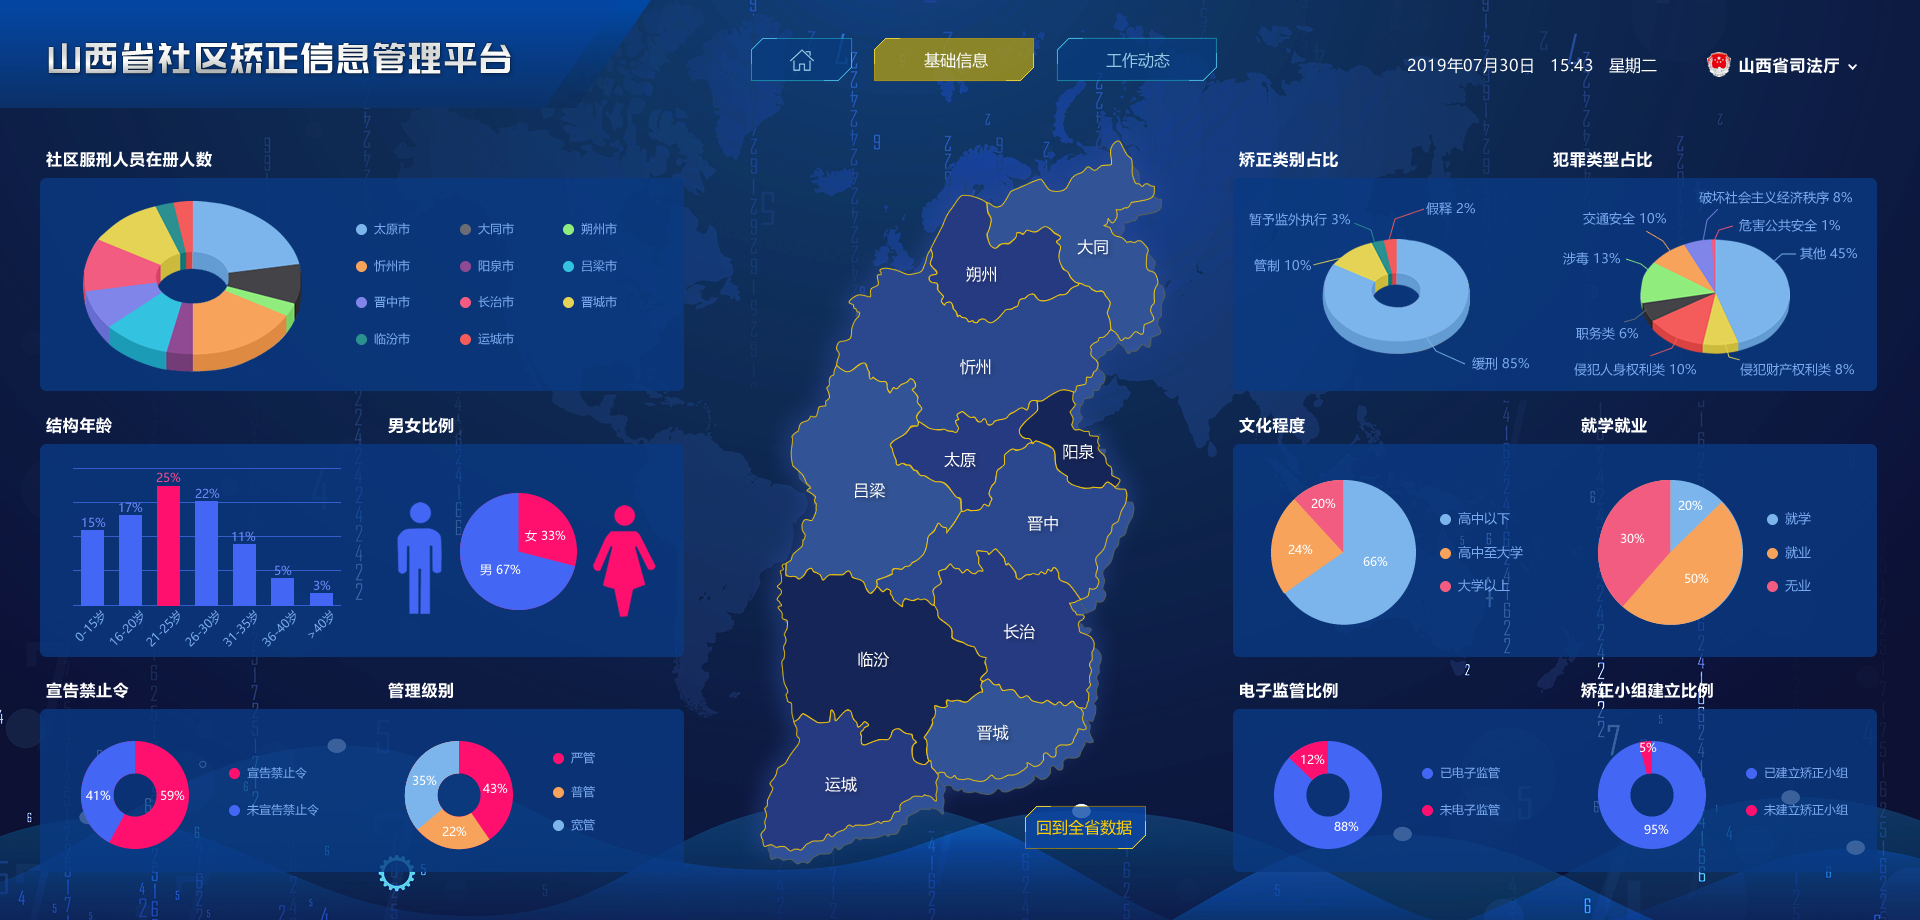 山西省社区矫正信息管理平台
基础信息
工作动态
2019年07月30日 15:43 星期二
山西省司法厅
社区服刑人员在册人数
太原市 大同市 朔州市
忻州市 阳泉市 吕梁市
晋中市 长治市 晋城市
临汾市 运城市
结构年龄
25%
22%
17%
15%
11%
5%
3%
0-15岁 16-20岁 21-25岁 26-30岁 31-35岁 36-40岁 >40岁
男女比例
女 33%
男 67%
宣告禁止令
41% 59%
宣告禁止令
未宣告禁止令
管理级别
35%
43%
22%
严管
普管
宽管
大同
朔州
忻州
阳泉
太原
吕梁
晋中
长治
临汾
晋城
运城
回到全省数据
矫正类别占比
假释 2%
暂予监外执行 3%
管制 10%
缓刑 85%
犯罪类型占比
破坏社会主义经济秩序 8%
交通安全 10%
危害公共安全 1%
其他 45%
涉毒 13%
职务类 6%
侵犯人身权利类 10%
侵犯财产权利类 8%
文化程度
20%
24%
66%
高中以下
高中至大学
大学以上
就学就业
20%
30%
50%
就学
就业
无业
电子监管比例
12%
88%
已电子监管
未电子监管
矫正小组建立比例
5%
95%
已建立矫正小组
未建立矫正小组